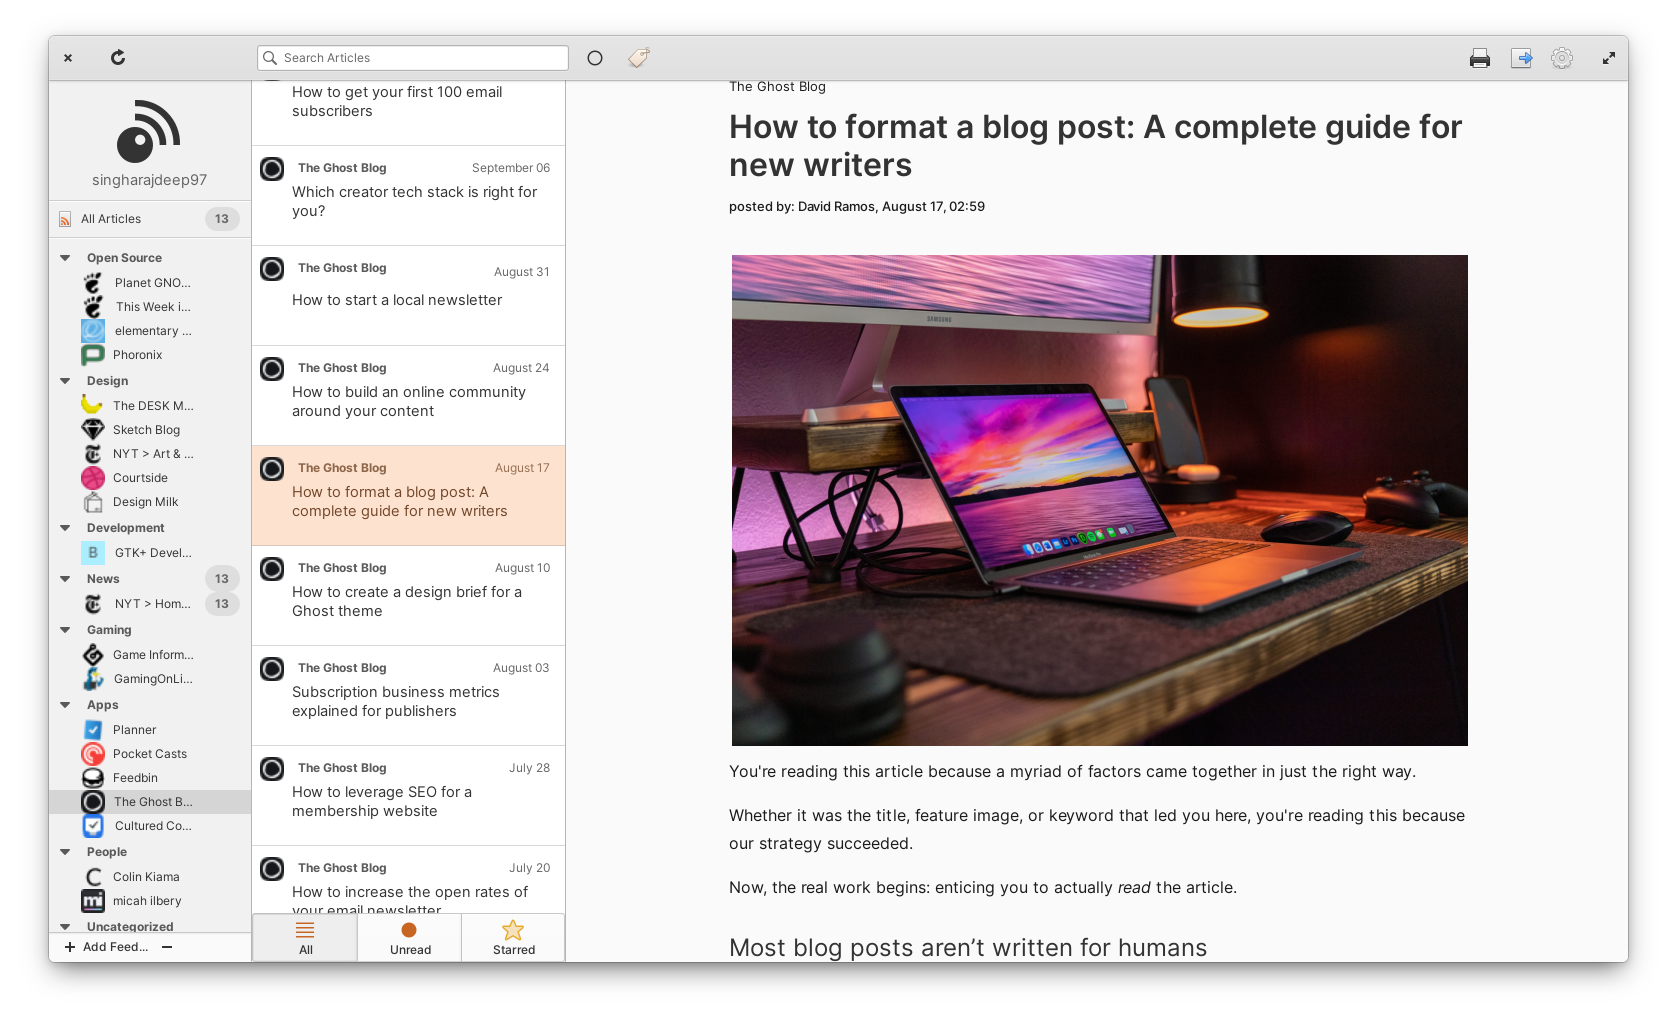 Search Articles
singharajdeep97
All Articles 13
Open Source
Planet GNO...
This Week i...
elementary ...
Phoronix
Design
The DESK M...
Sketch Blog
NYT > Art & ...
Courtside
Design Milk
Development
B GTK+ Devel...
News 13
NYT > Hom... 13
Gaming
Game Inform...
GamingOnLi...
Apps
Planner
Pocket Casts
Feedbin
The Ghost B...
Cultured Co...
People
Colin Kiama
mi micah ilbery
Uncategorized
Add Feed...
How to get your first 100 email
subscribers
The Ghost Blog September 06
Which creator tech stack is right for
you?
The Ghost Blog August 31
How to start a local newsletter
The Ghost Blog August 24
How to build an online community
around your content
The Ghost Blog August 17
How to format a blog post: A
complete guide for new writers
The Ghost Blog August 10
How to create a design brief for a
Ghost theme
The Ghost Blog August 03
Subscription business metrics
explained for publishers
The Ghost Blog July 28
How to leverage SEO for a
membership website
The Ghost Blog July 20
How to increase the open rates of
your email newsletter
All Unread Starred
The Ghost Blog
How to format a blog post: A complete guide for
new writers
posted by: David Ramos, August 17, 02:59
SAMSUNG
You're reading this article because a myriad of factors came together in just the right way.
Whether it was the title, feature image, or keyword that led you here, you're reading this because
our strategy succeeded.
Now, the real work begins: enticing you to actually read the article.
Most blog posts aren’t written for humans